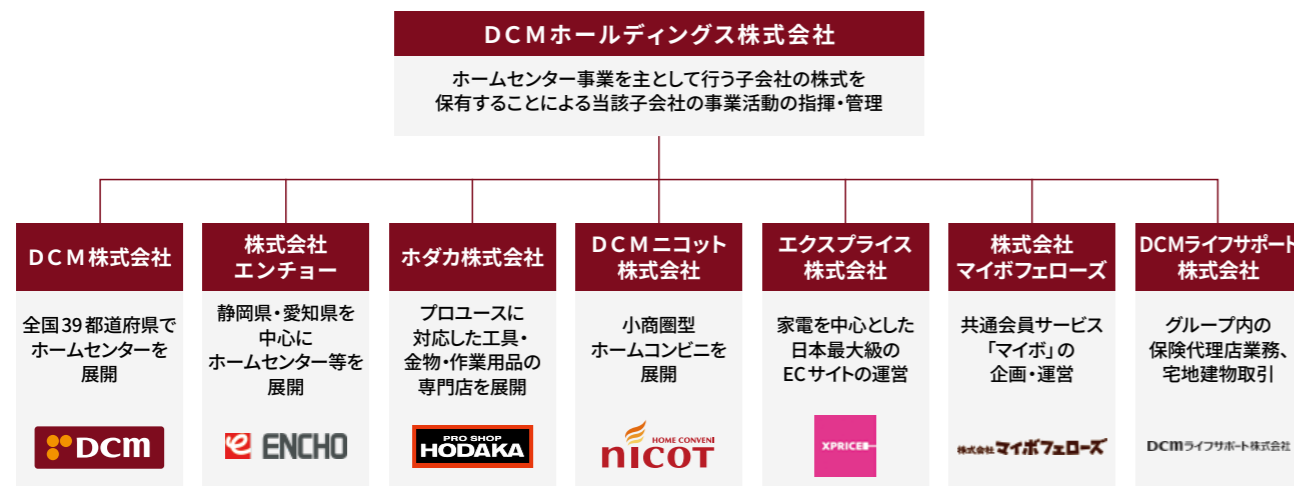 DCMホールディングス株式会社
ホームセンター事業を主として行う子会社の株式を
保有することによる当該子会社の事業活動の指揮・管理
DCM株式会社
全国39都道府県で
ホームセンターを
展開
DCM
株式会社
エンチョー
静岡県・愛知県を
中心に
ホームセンター等を
展開
ENCHO
ホダカ株式会社
プロユースに
対応した工具・
金物・作業用品の
専門店を展開
PRO SHOP
HODAKA
DCMニコット
株式会社
小商圏型
ホームコンビニを
展開
HOME CONVENI
nicot
エクスプライス
株式会社
家電を中心とした
日本最大級の
ECサイトの運営
XPRICE
株式会社
マイボフェローズ
共通会員サービス
「マイボ」の
企画・運営
株式会社マイボフェローズ
DCMライフサポート
株式会社
グループ内の
保険代理店業務、
宅地建物取引
DCMライフサポート株式会社